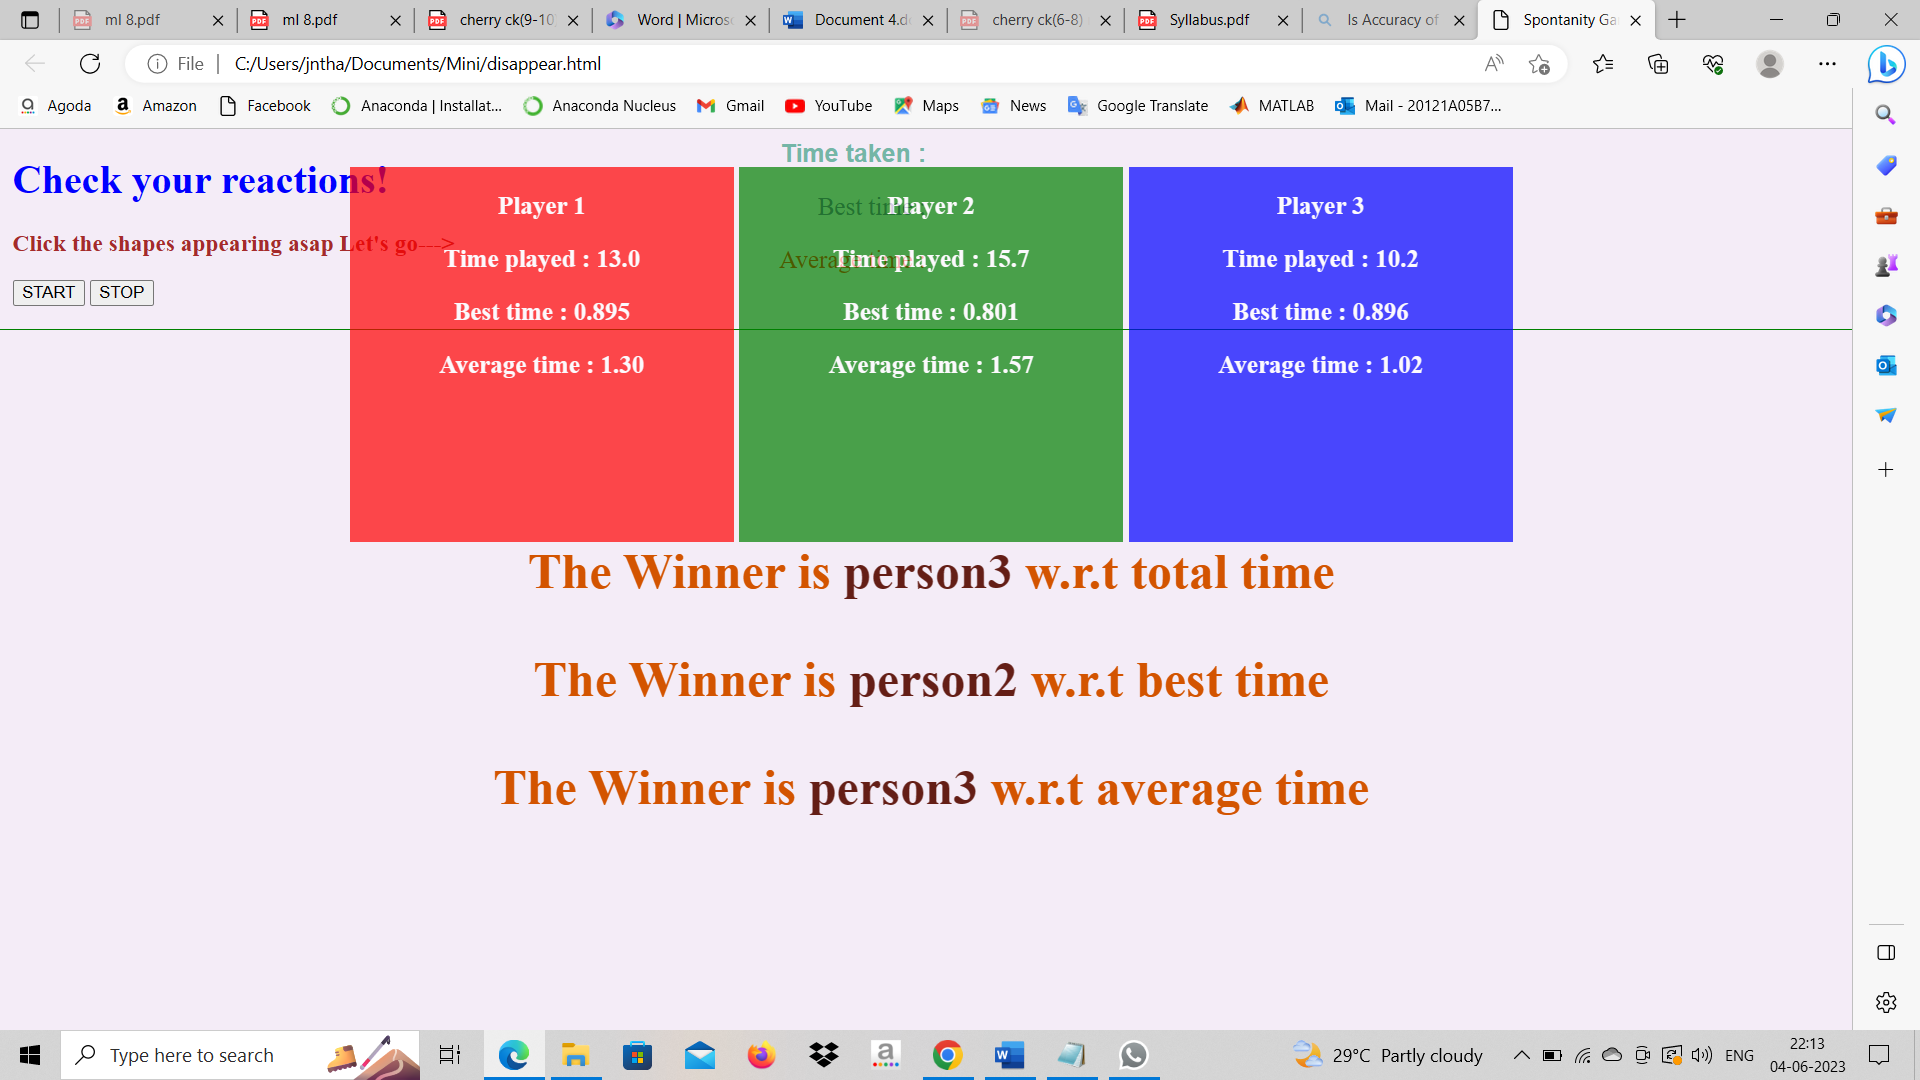 ml 8.pdf
ml 8.pdf
cherry ck(9-10
Word | Micros
Document 4.d
cherry ck(6-8)
Syllabus.pdf
Is Accuracy of
Spontanity Ga
File
C:/Users/jntha/Documents/Mini/disappear.html
Agoda
Amazon
Facebook
Anaconda | Installat...
Anaconda Nucleus
Gmail
YouTube
Maps
News
Google Translate
MATLAB
Mail - 20121A05B7...
Check your reactions!
Click the shapes appearing asap Let's go--->
START STOP
Time taken :
Best time
Average time
Player 1
Time played : 13.0
Best time : 0.895
Average time : 1.30
Player 2
Time played : 15.7
Best time : 0.801
Average time : 1.57
Player 3
Time played : 10.2
Best time : 0.896
Average time : 1.02
The Winner is person3 w.r.t total time
The Winner is person2 w.r.t best time
The Winner is person3 w.r.t average time
Type here to search
29°C Partly cloudy
ENG
22:13
04-06-2023